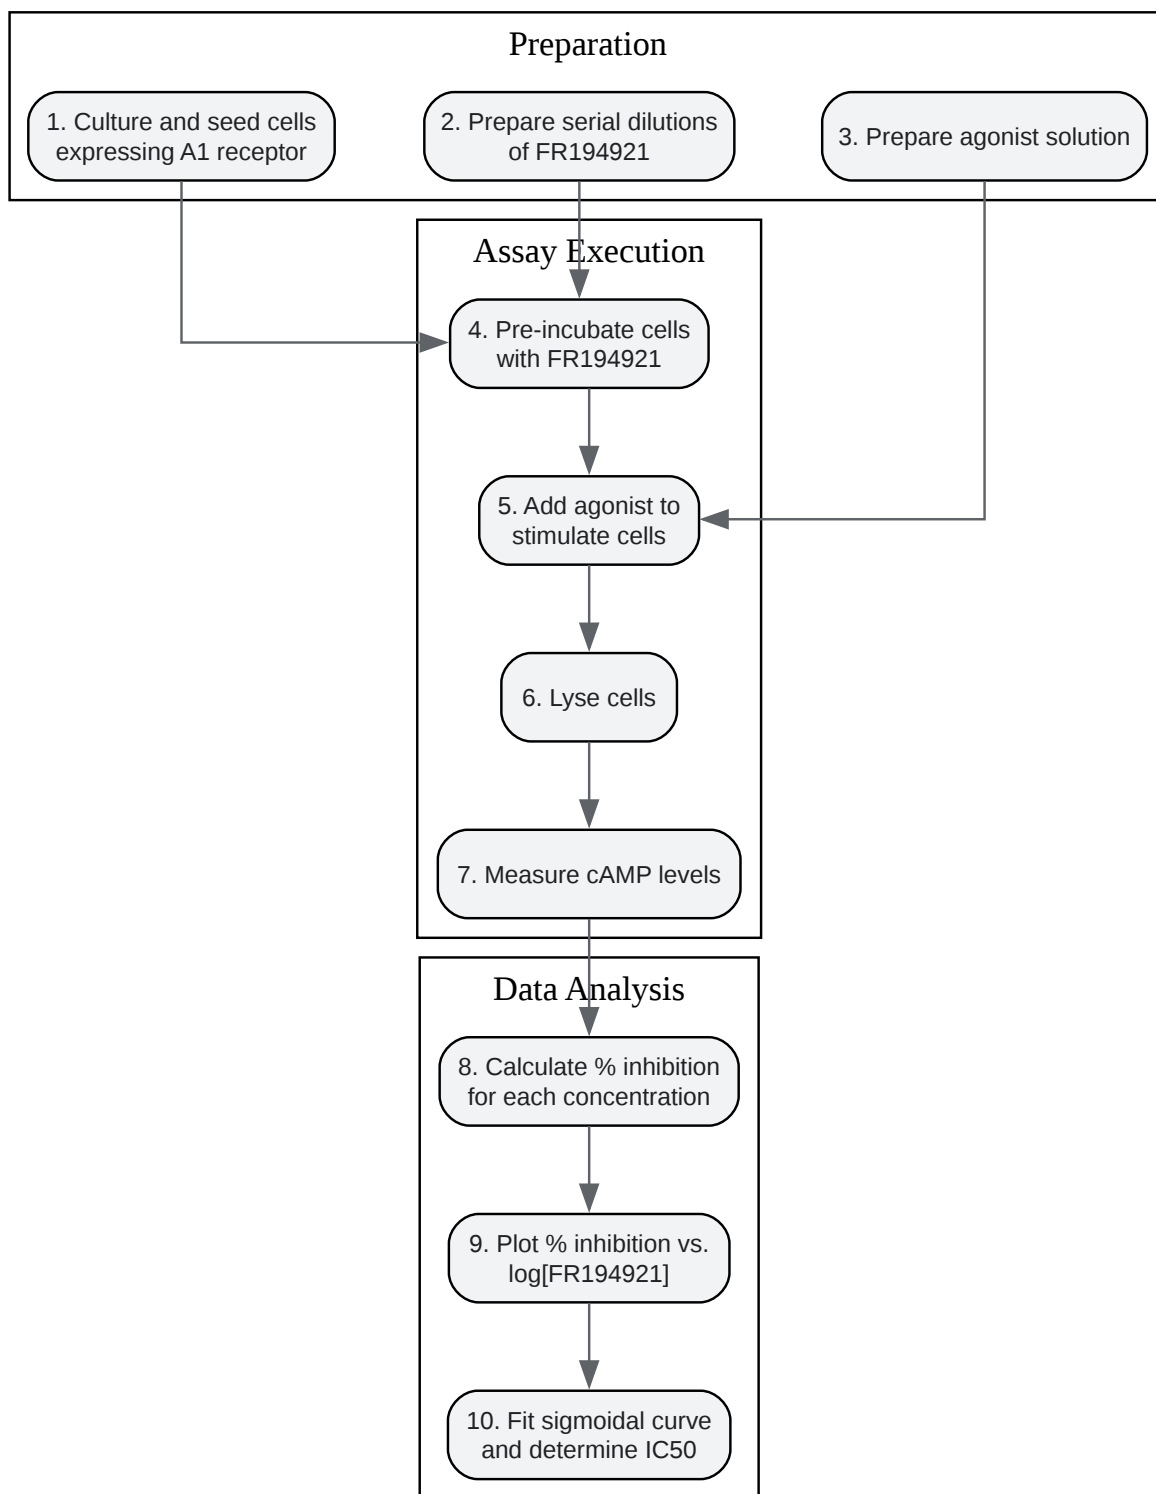 Preparation
1. Culture and seed cells
expressing A1 receptor
2. Prepare serial dilutions
of FR194921
3. Prepare agonist solution
Assay Execution
4. Pre-incubate cells
with FR194921
5. Add agonist to
stimulate cells
6. Lyse cells
7. Measure cAMP levels
Data Analysis
8. Calculate % inhibition
for each concentration
9. Plot % inhibition vs.
log[FR194921]
10. Fit sigmoidal curve
and determine IC50